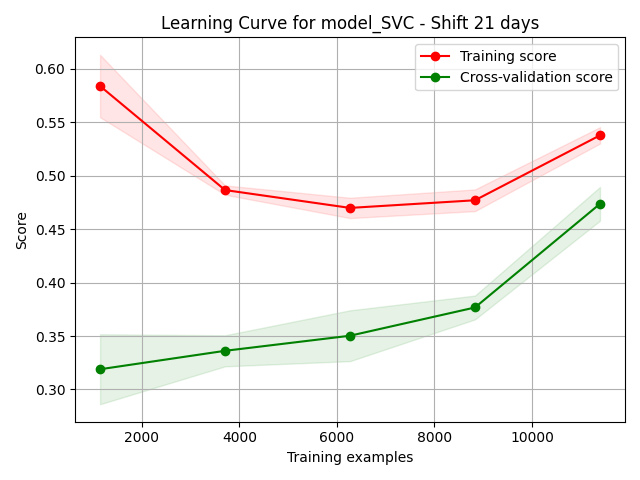 Learning Curve for model_SVC - Shift 21 days
Training score
Cross-validation score
Score
0.60
0.55
0.50
0.45
0.40
0.35
0.30
2000
4000
6000
8000
10000
Training examples